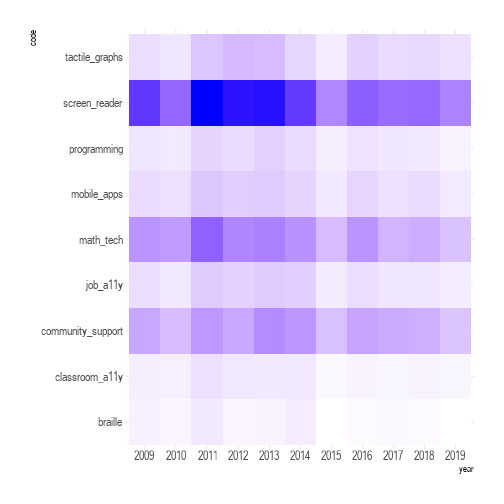 code
tactile_graphs
screen_reader
programming
mobile_apps
math_tech
job_a11y
community_support
classroom_a11y
braille
2009 2010 2011 2012 2013 2014 2015 2016 2017 2018 2019
year